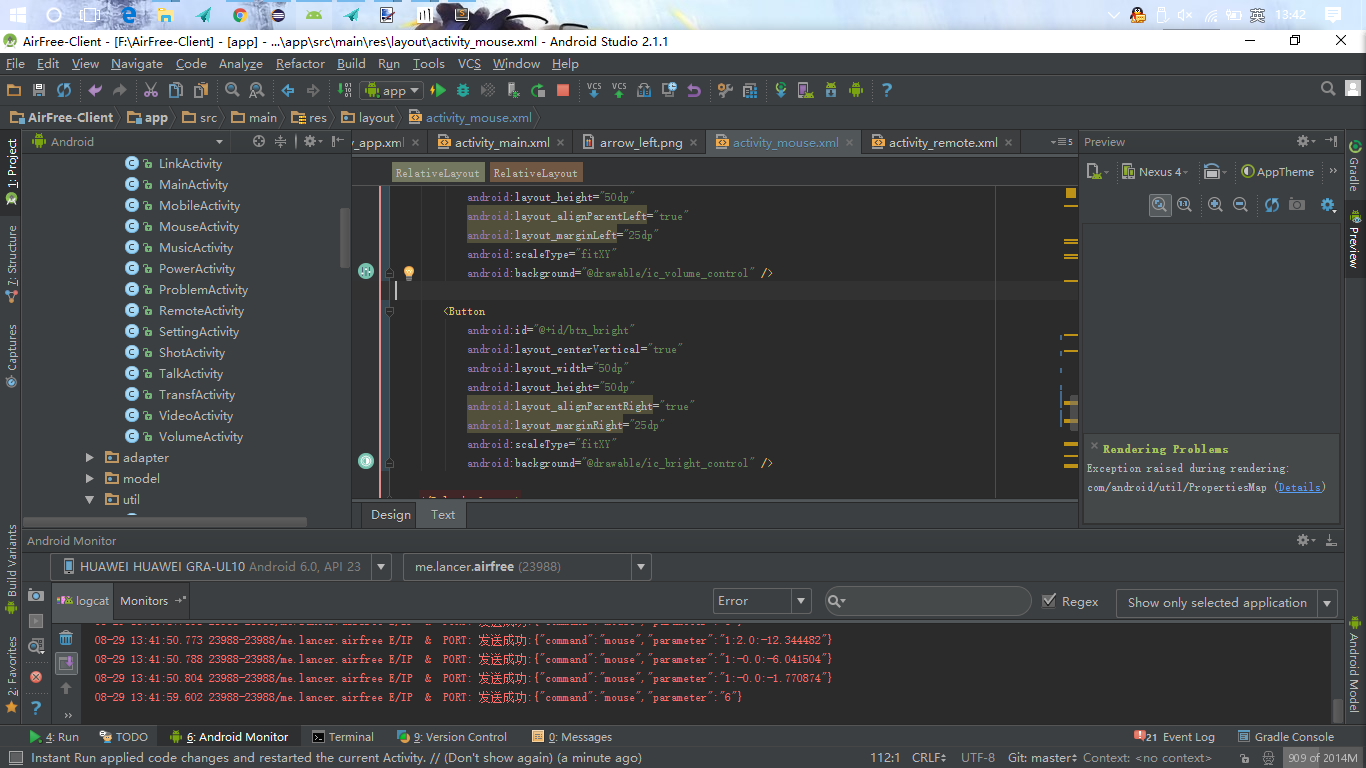 英 13:42
AirFree-Client - [F:\AirFree-Client] - [app] - ...\app\src\main\res\layout\activity_mouse.xml - Android Studio 2.1.1
File Edit View Navigate Code Analyze Refactor Build Run Tools VCS Window Help
app VCS VCS ?
AirFree-Client app src main res layout activity_mouse.xml
Android y_app.xml activity_main.xml arrow_left.png activity_mouse.xml activity_remote.xml 5 Preview
RelativeLayout RelativeLayout
Nexus 4 AppTheme
1: Project
7: Structure
Captures
Build Variants
2: Favorites
LinkActivity
MainActivity
MobileActivity
MouseActivity
MusicActivity
PowerActivity
ProblemActivity
RemoteActivity
SettingActivity
ShotActivity
TalkActivity
TransfActivity
VideoActivity
VolumeActivity
adapter
model
util
android:layout_height="50dp"
android:layout_alignParentLeft="true"
android:layout_marginLeft="25dp"
android:scaleType="fitXY"
android:background="@drawable/ic_volume_control" />
<Button
android:id="@+id/btn_bright"
android:layout_centerVertical="true"
android:layout_width="50dp"
android:layout_height="50dp"
android:layout_alignParentRight="true"
android:layout_marginRight="25dp"
android:scaleType="fitXY"
android:background="@drawable/ic_bright_control" />
Design Text
Rendering Problems
Exception raised during rendering:
com/android/util/PropertiesMap (Details)
Gradle
Preview
Android Model
Android Monitor
HUAWEI HUAWEI GRA-UL10 Android 6.0, API 23 me.lancer.airfree (23988)
logcat Monitors Error Regex Show only selected application
08-29 13:41:50.773 23988-23988/me.lancer.airfree E/IP & PORT: 发送成功:{"command":"mouse","parameter":"1:2.0:-12.344482"}
08-29 13:41:50.788 23988-23988/me.lancer.airfree E/IP & PORT: 发送成功:{"command":"mouse","parameter":"1:-0.0:-6.041504"}
08-29 13:41:50.804 23988-23988/me.lancer.airfree E/IP & PORT: 发送成功:{"command":"mouse","parameter":"1:-0.0:-1.770874"}
08-29 13:41:59.602 23988-23988/me.lancer.airfree E/IP & PORT: 发送成功:{"command":"mouse","parameter":"6"}
4: Run TODO 6: Android Monitor Terminal 9: Version Control 0: Messages 21 Event Log Gradle Console
Instant Run applied code changes and restarted the current Activity. // (Don't show again) (a minute ago) 112:1 CRLF UTF-8 Git: master Context: <no context> 909 of 2014M